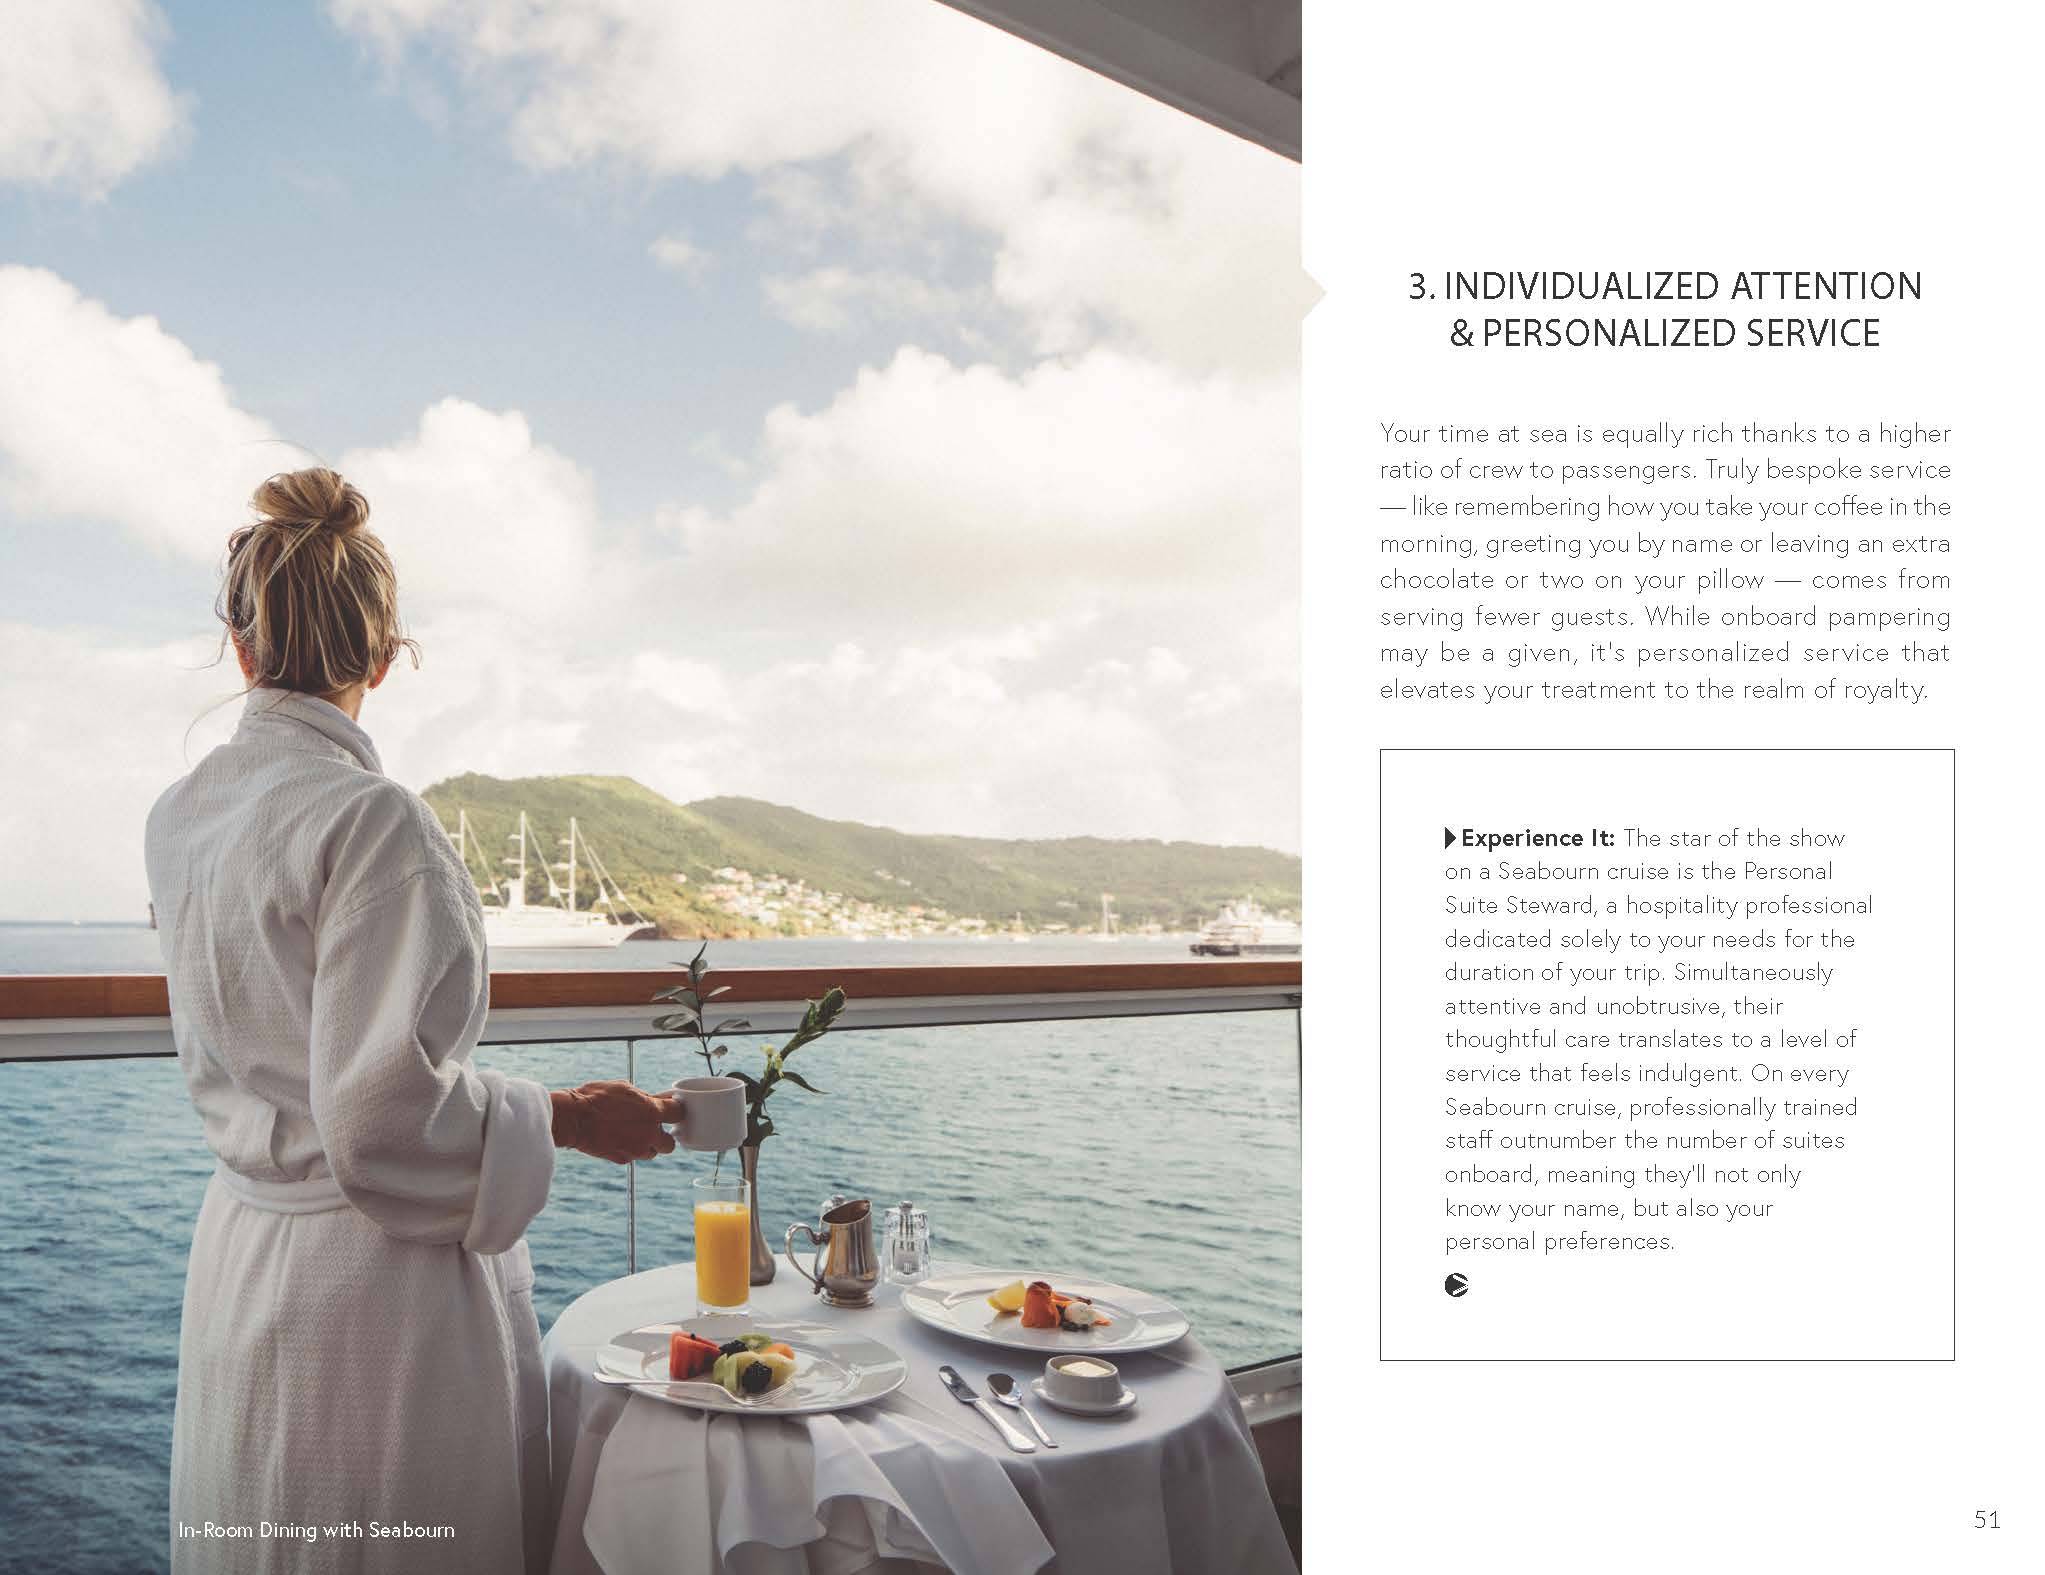 3. INDIVIDUALIZED ATTENTION
& PERSONALIZED SERVICE
Your time at sea is equally rich thanks to a higher
ratio of crew to passengers. Truly bespoke service
— like remembering how you take your coffee in the
morning, greeting you by name or leaving an extra
chocolate or two on your pillow — comes from
serving fewer guests. While onboard pampering
may be a given, it's personalized service that
elevates your treatment to the realm of royalty.
Experience It: The star of the show
on a Seabourn cruise is the Personal
Suite Steward, a hospitality professional
dedicated solely to your needs for the
duration of your trip. Simultaneously
attentive and unobtrusive, their
thoughtful care translates to a level of
service that feels indulgent. On every
Seabourn cruise, professionally trained
staff outnumber the number of suites
onboard, meaning they'll not only
know your name, but also your
personal preferences.
In-Room Dining with Seabourn
51